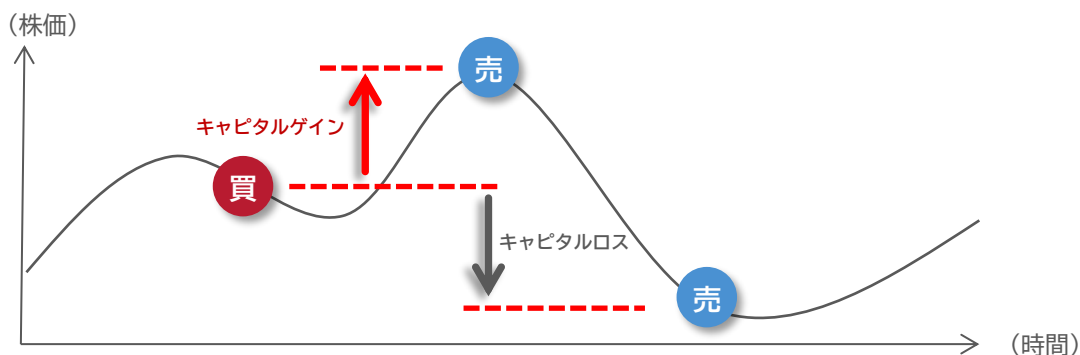 （株価）
売
キャピタルゲイン
買
キャピタルロス
売
（時間）